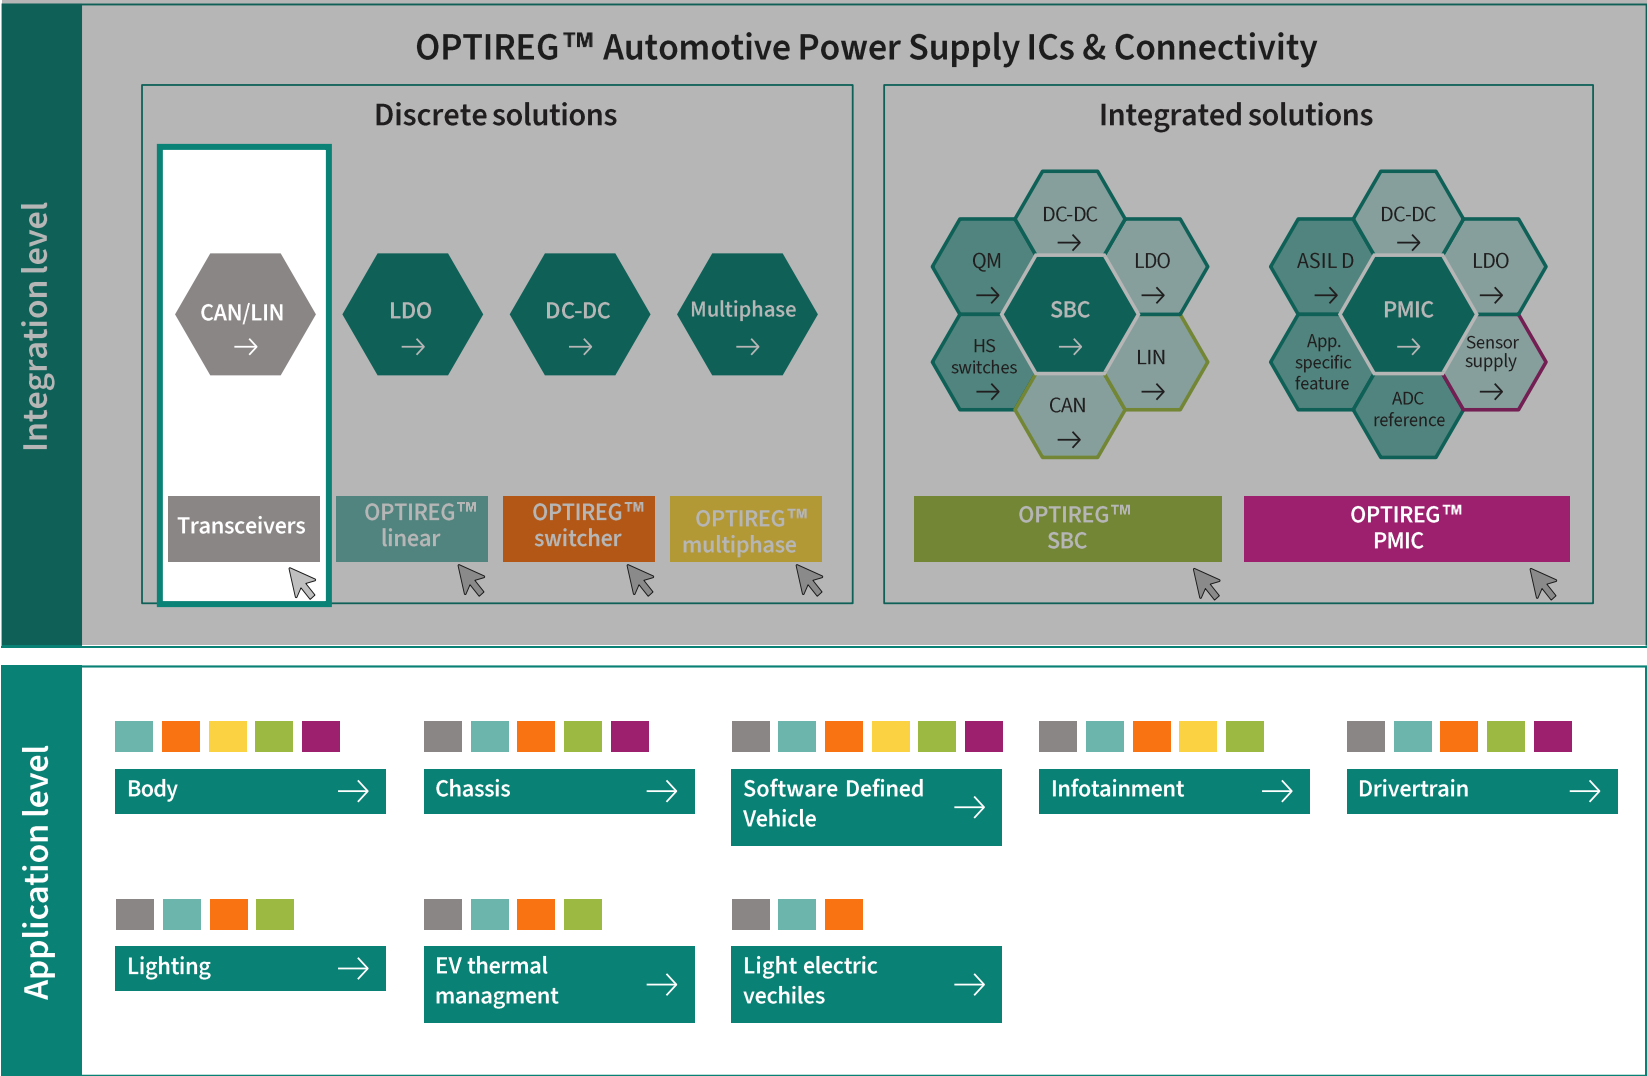 OPTIREG™ Automotive Power Supply ICs & Connectivity
Integration level
Discrete solutions
CAN/LIN
LDO
DC-DC
Multiphase
Transceivers
OPTIREG™
linear
OPTIREG™
switcher
OPTIREG™
multiphase
Integrated solutions
DC-DC
QM
LDO
SBC
HS
switches
LIN
CAN
DC-DC
ASIL D
LDO
PMIC
App.
specific
feature
Sensor
supply
ADC
reference
OPTIREG™
SBC
OPTIREG™
PMIC
Application level
Body
Chassis
Software Defined
Vehicle
Infotainment
Drivertrain
Lighting
EV thermal
managment
Light electric
vechiles